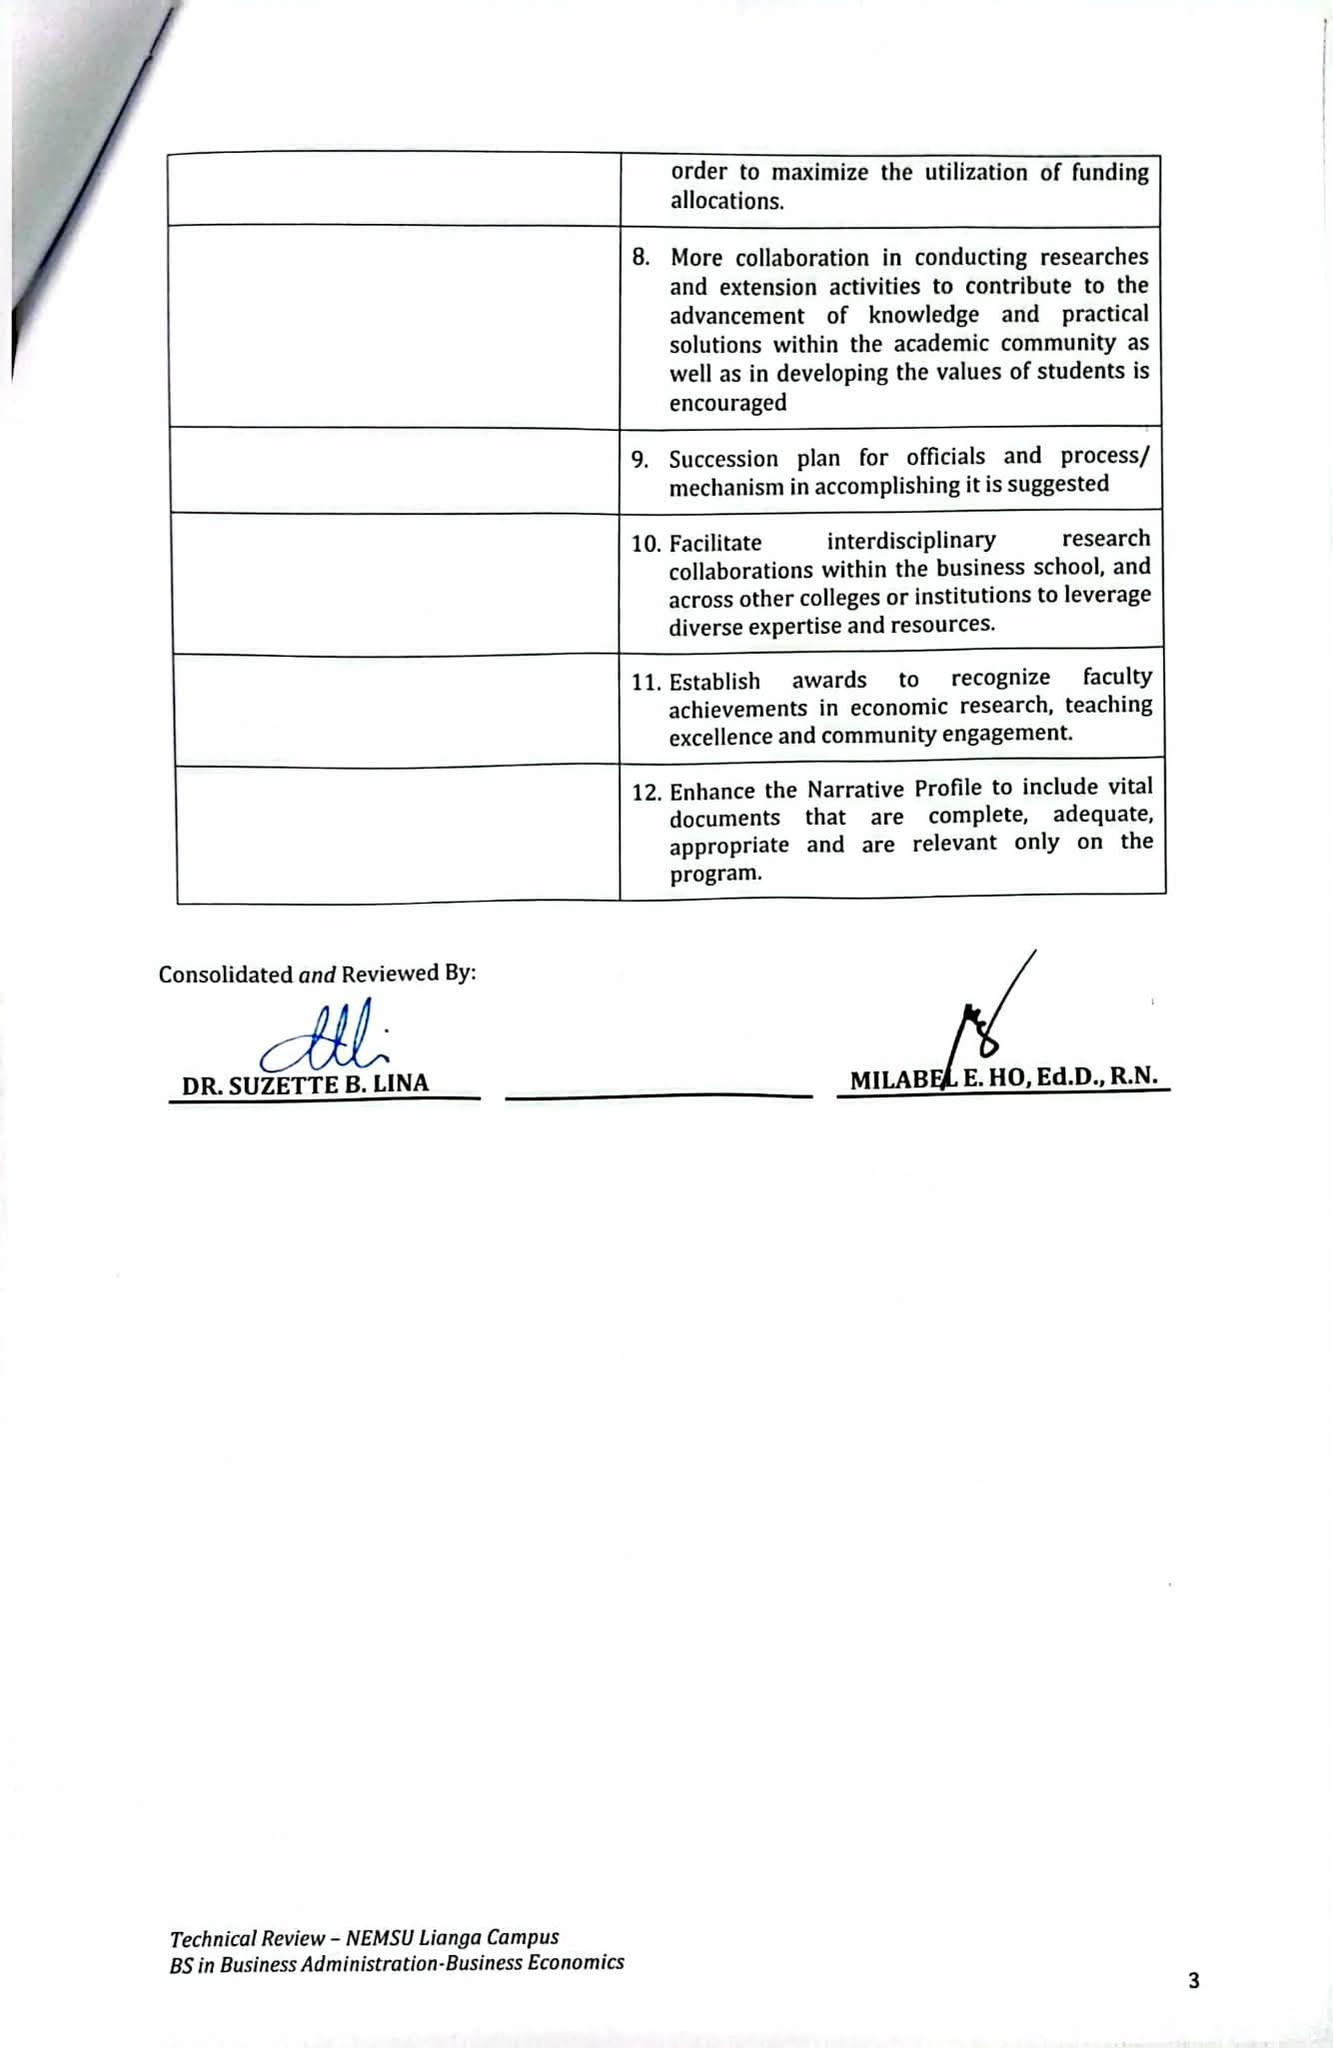 order to maximize the utilization of funding
allocations.
8. More collaboration in conducting researches
and extension activities to contribute to the
advancement of knowledge and practical
solutions within the academic community as
well as in developing the values of students is
encouraged
9. Succession plan for officials and process/
mechanism in accomplishing it is suggested
10. Facilitate interdisciplinary research
collaborations within the business school, and
across other colleges or institutions to leverage
diverse expertise and resources.
11. Establish awards to recognize faculty
achievements in economic research, teaching
excellence and community engagement.
12. Enhance the Narrative Profile to include vital
documents that are complete, adequate,
appropriate and are relevant only on the
program.
Consolidated and Reviewed By:
DR. SUZETTE B. LINA
MILABEL E. HO, Ed.D., R.N.
Technical Review – NEMSU Lianga Campus
BS in Business Administration-Business Economics
3